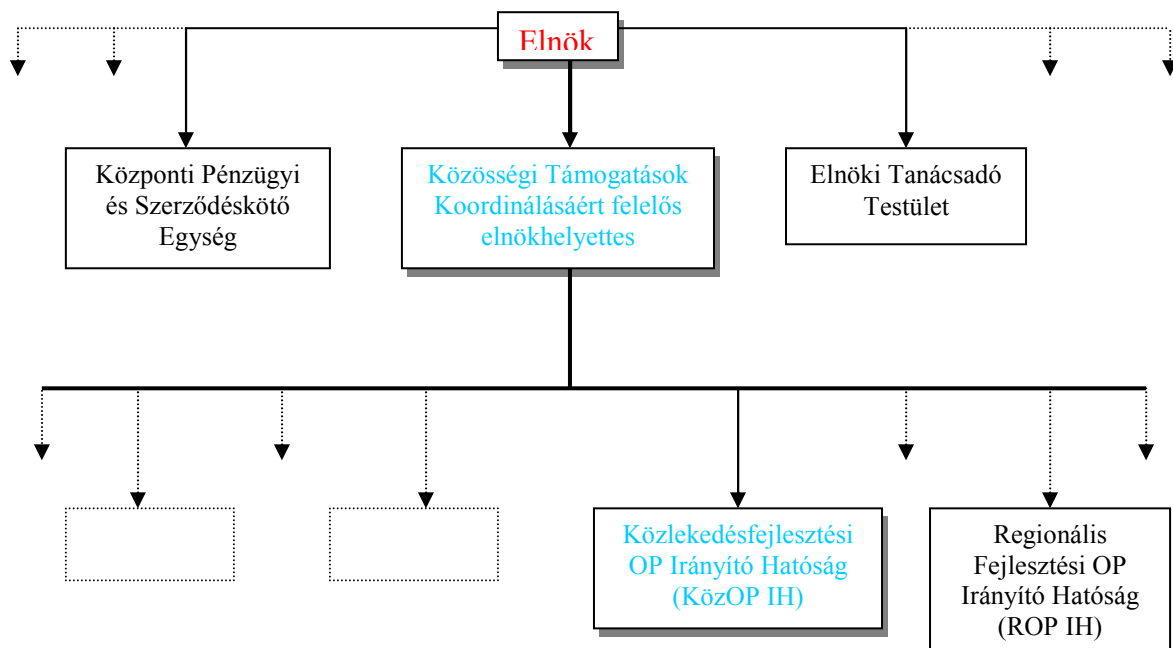 Elnök
Központi Pénzügyi
és Szerződéskötő
Egység
Közösségi Támogatások
Koordinálásáért felelős
elnökhelyettes
Elnöki Tanácsadó
Testület
Közlekedésfejlesztési
OP Irányító Hatóság
(KözOP IH)
Regionális
Fejlesztési OP
Irányító Hatóság
(ROP IH)